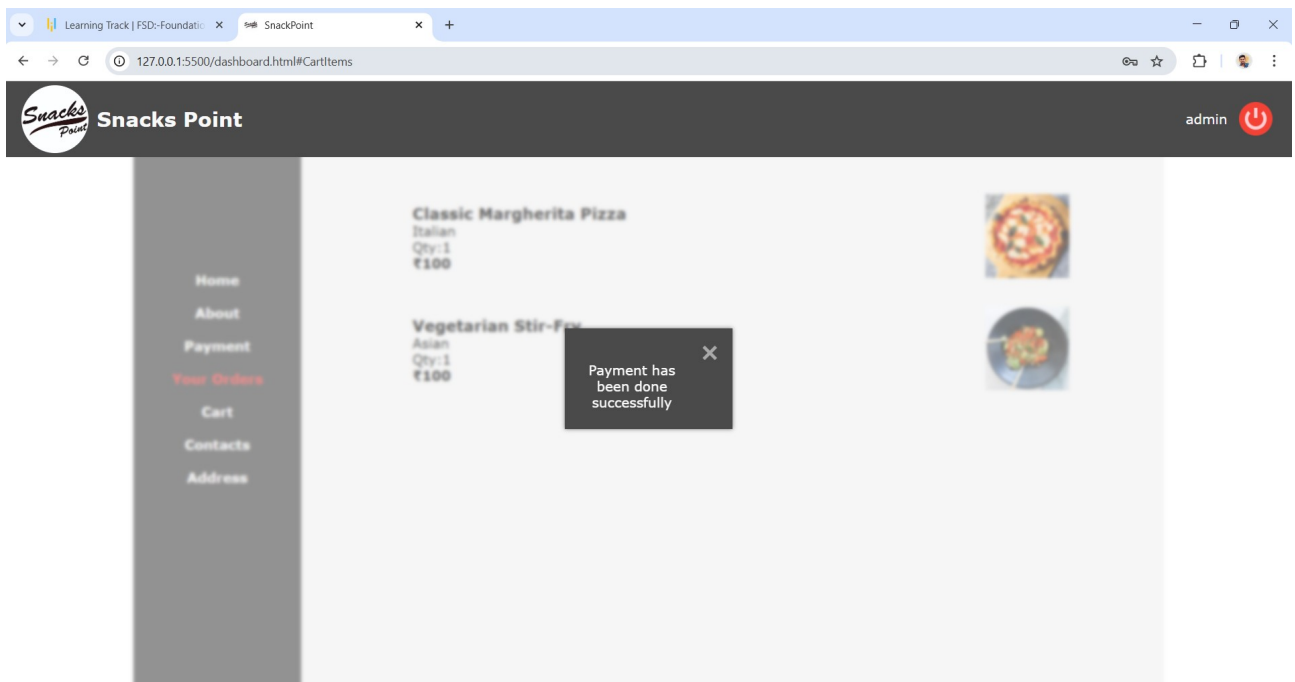 Learning Track | FSD:-Foundatio
SnackPoint
127.0.0.1:5500/dashboard.html#CartItems
Snacks
Point
Snacks Point
admin
Home
About
Payment
Your Orders
Cart
Contacts
Address
Classic Margherita Pizza
Italian
Qty:1
₹100
Vegetarian Stir-Fry
Asian
Qty:1
₹100
Payment has
been done
successfully